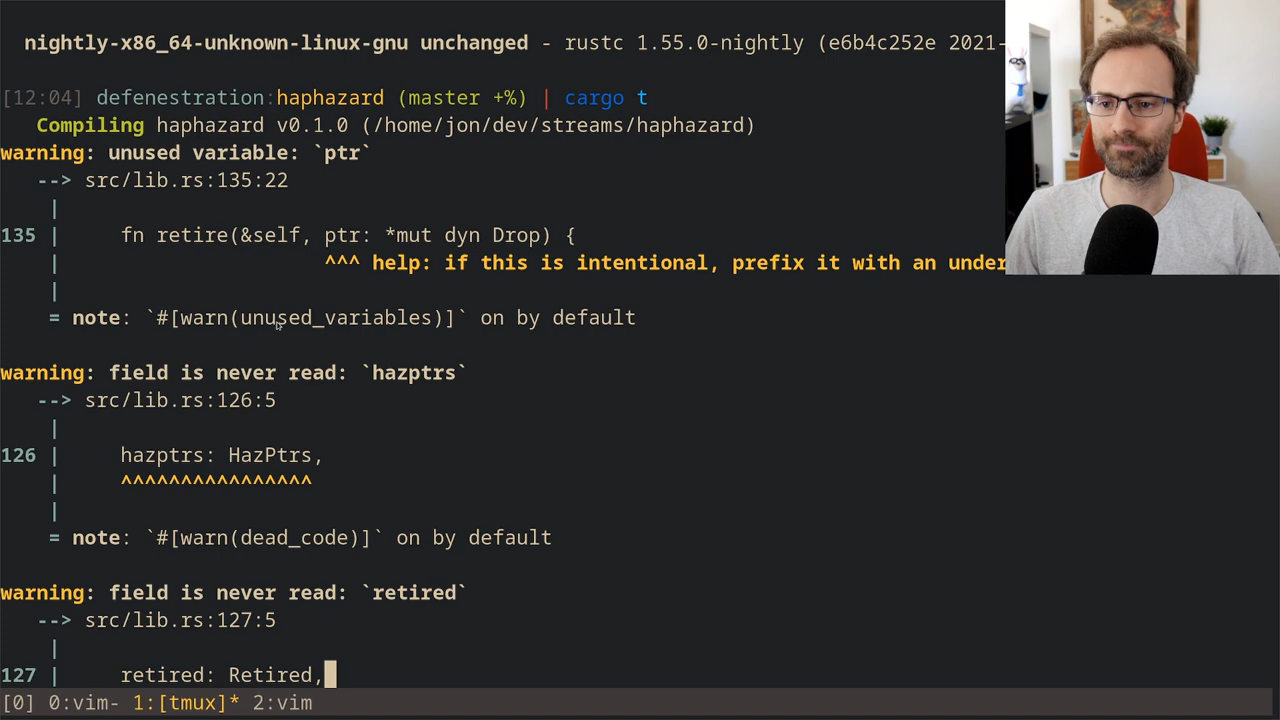 nightly-x86_64-unknown-linux-gnu unchanged - rustc 1.55.0-nightly (e6b4c252e 2021-
[12:04] defenestration:haphazard (master +%) | cargo t
Compiling haphazard v0.1.0 (/home/jon/dev/streams/haphazard)
warning: unused variable: `ptr`
--> src/lib.rs:135:22
|
135 | fn retire(&self, ptr: *mut dyn Drop) {
| ^^^ help: if this is intentional, prefix it with an under
|
= note: `#[warn(unused_variables)]` on by default
warning: field is never read: `hazptrs`
--> src/lib.rs:126:5
|
126 | hazptrs: HazPtrs,
| ^^^^^^^^^^^^^^^^
|
= note: `#[warn(dead_code)]` on by default
warning: field is never read: `retired`
--> src/lib.rs:127:5
|
127 | retired: Retired,
[0] 0:vim- 1:[tmux]* 2:vim